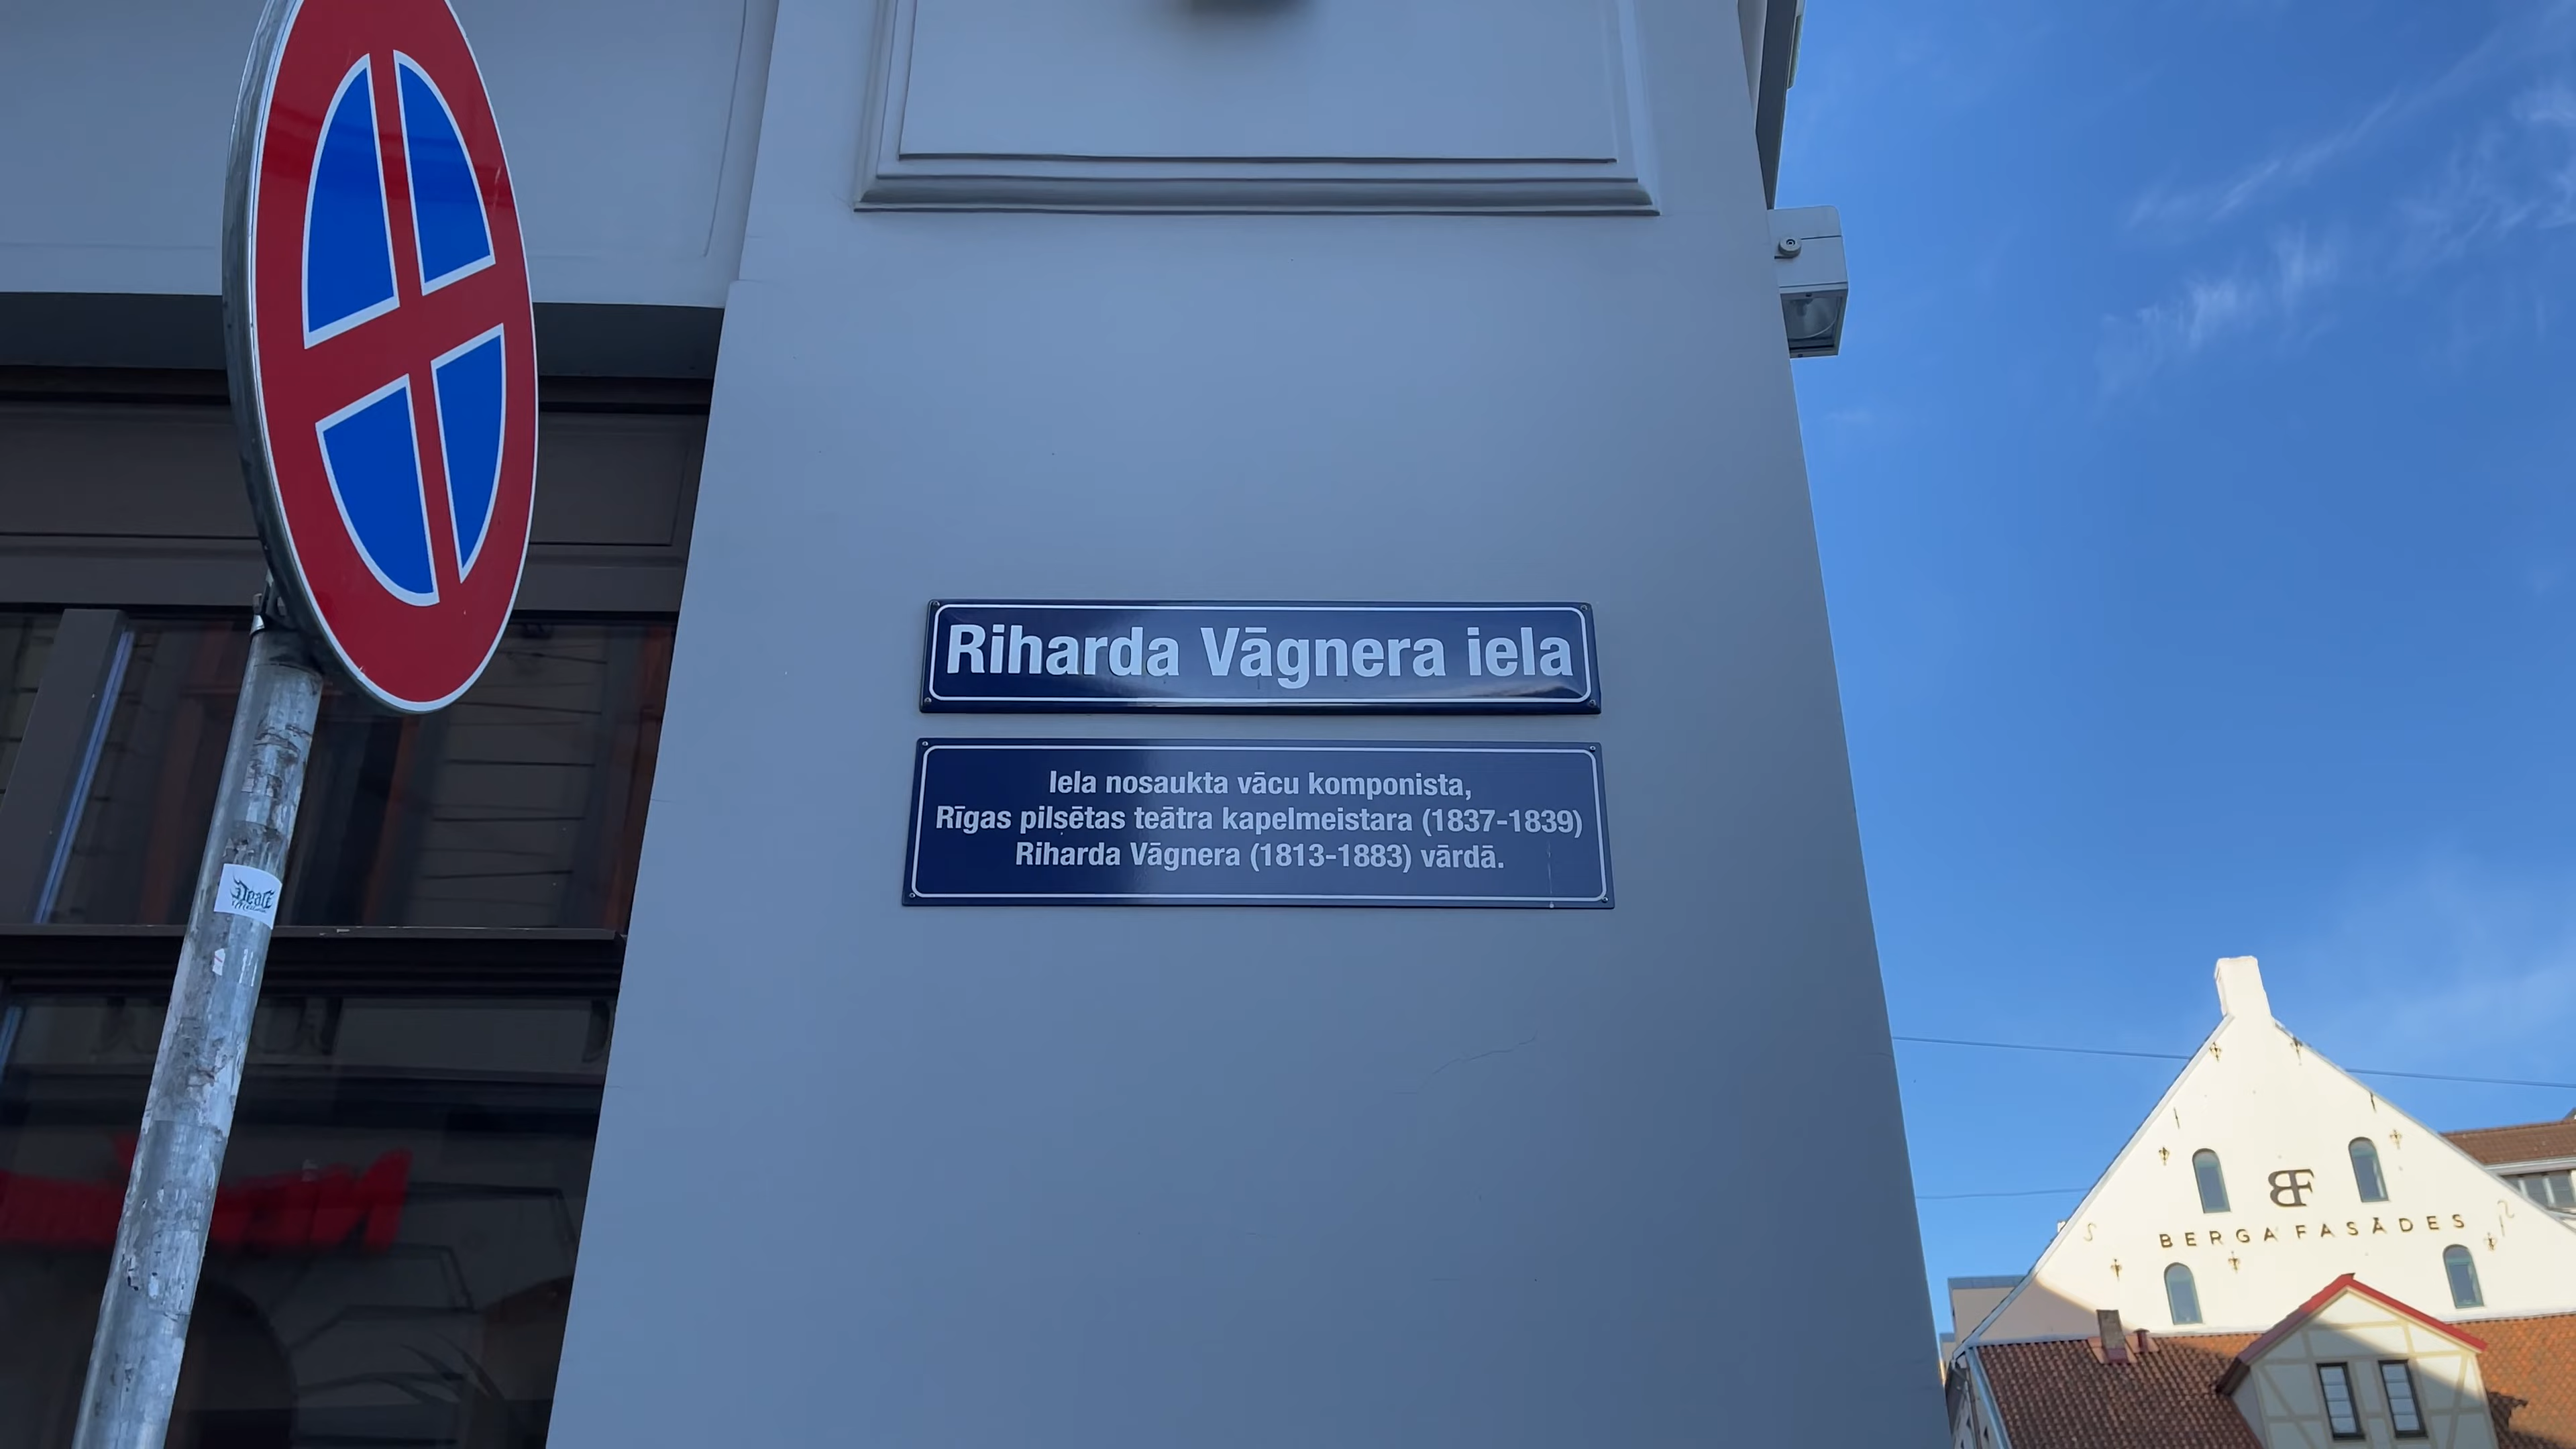 Riharda Vāgnera iela
Iela nosaukta vācu komponista,
Rīgas pilsētas teātra kapelmeistara (1837-1839)
Riharda Vāgnera (1813-1883) vārdā.
BF
BERGA FASĀDES